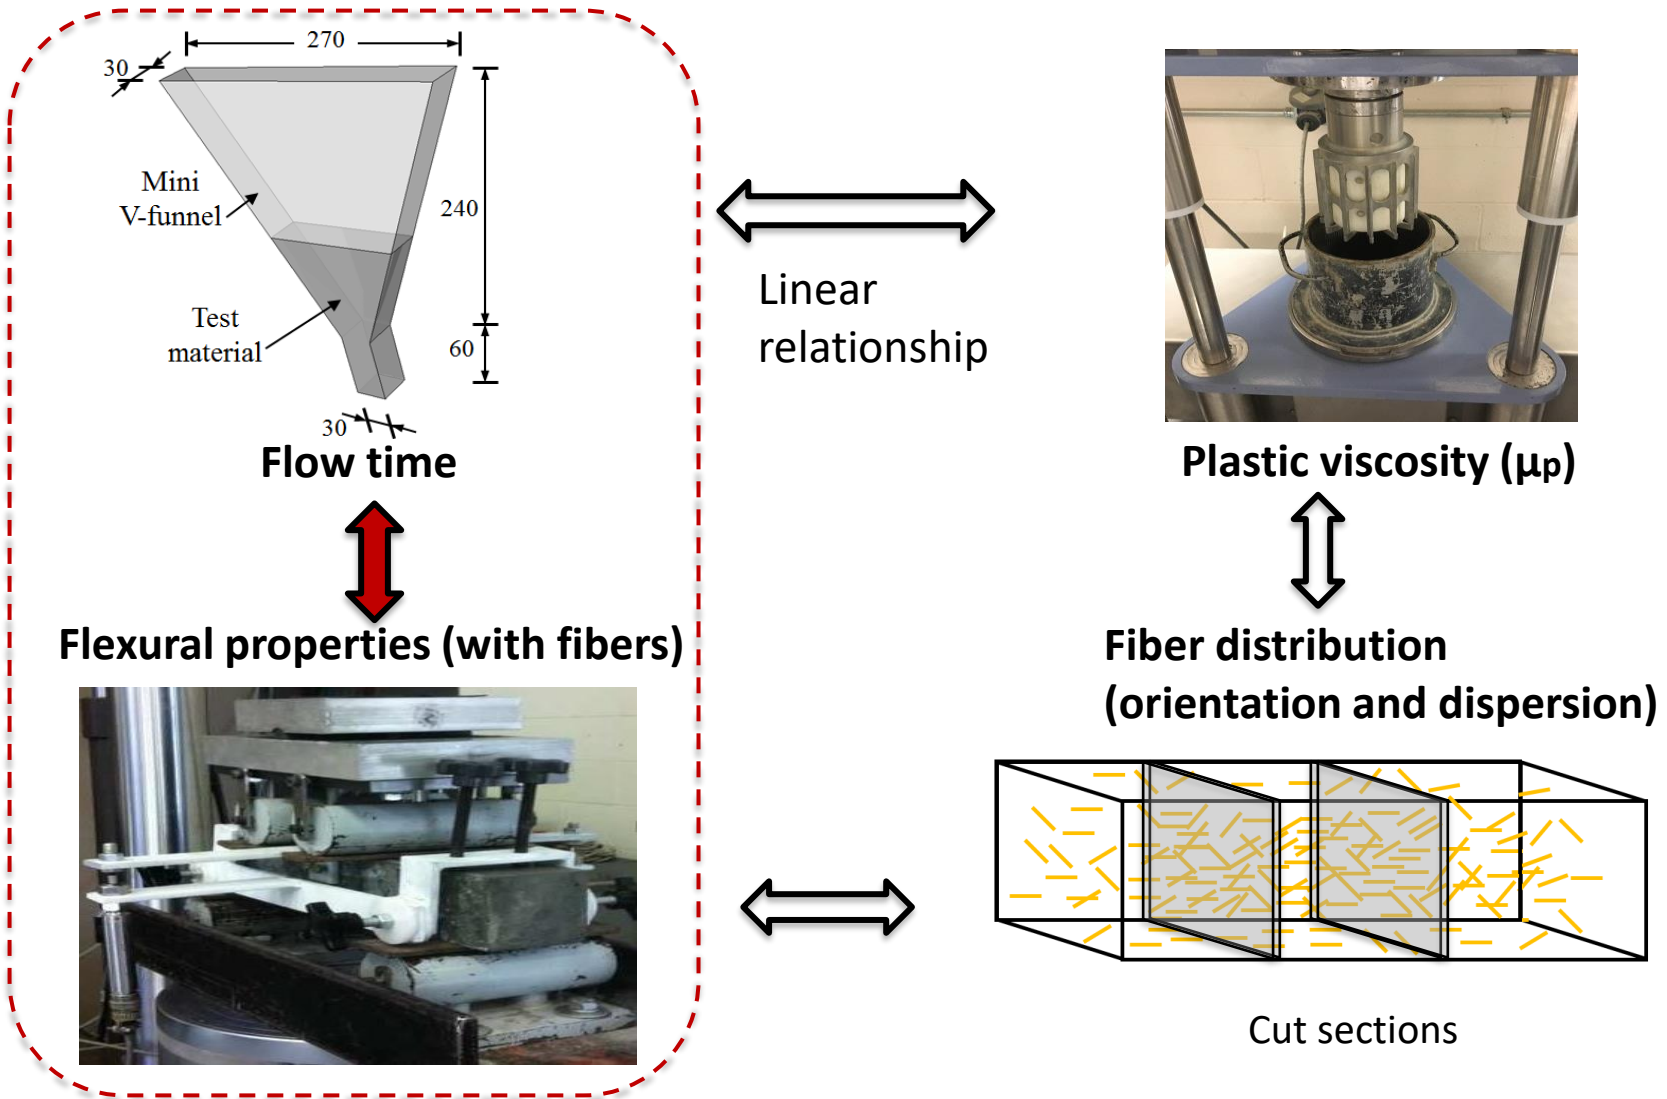 270
30
Mini
V-funnel
240
Test
material
60
30
Flow time
Linear
relationship
Plastic viscosity (μp)
Flexural properties (with fibers)
Fiber distribution
(orientation and dispersion)
Cut sections